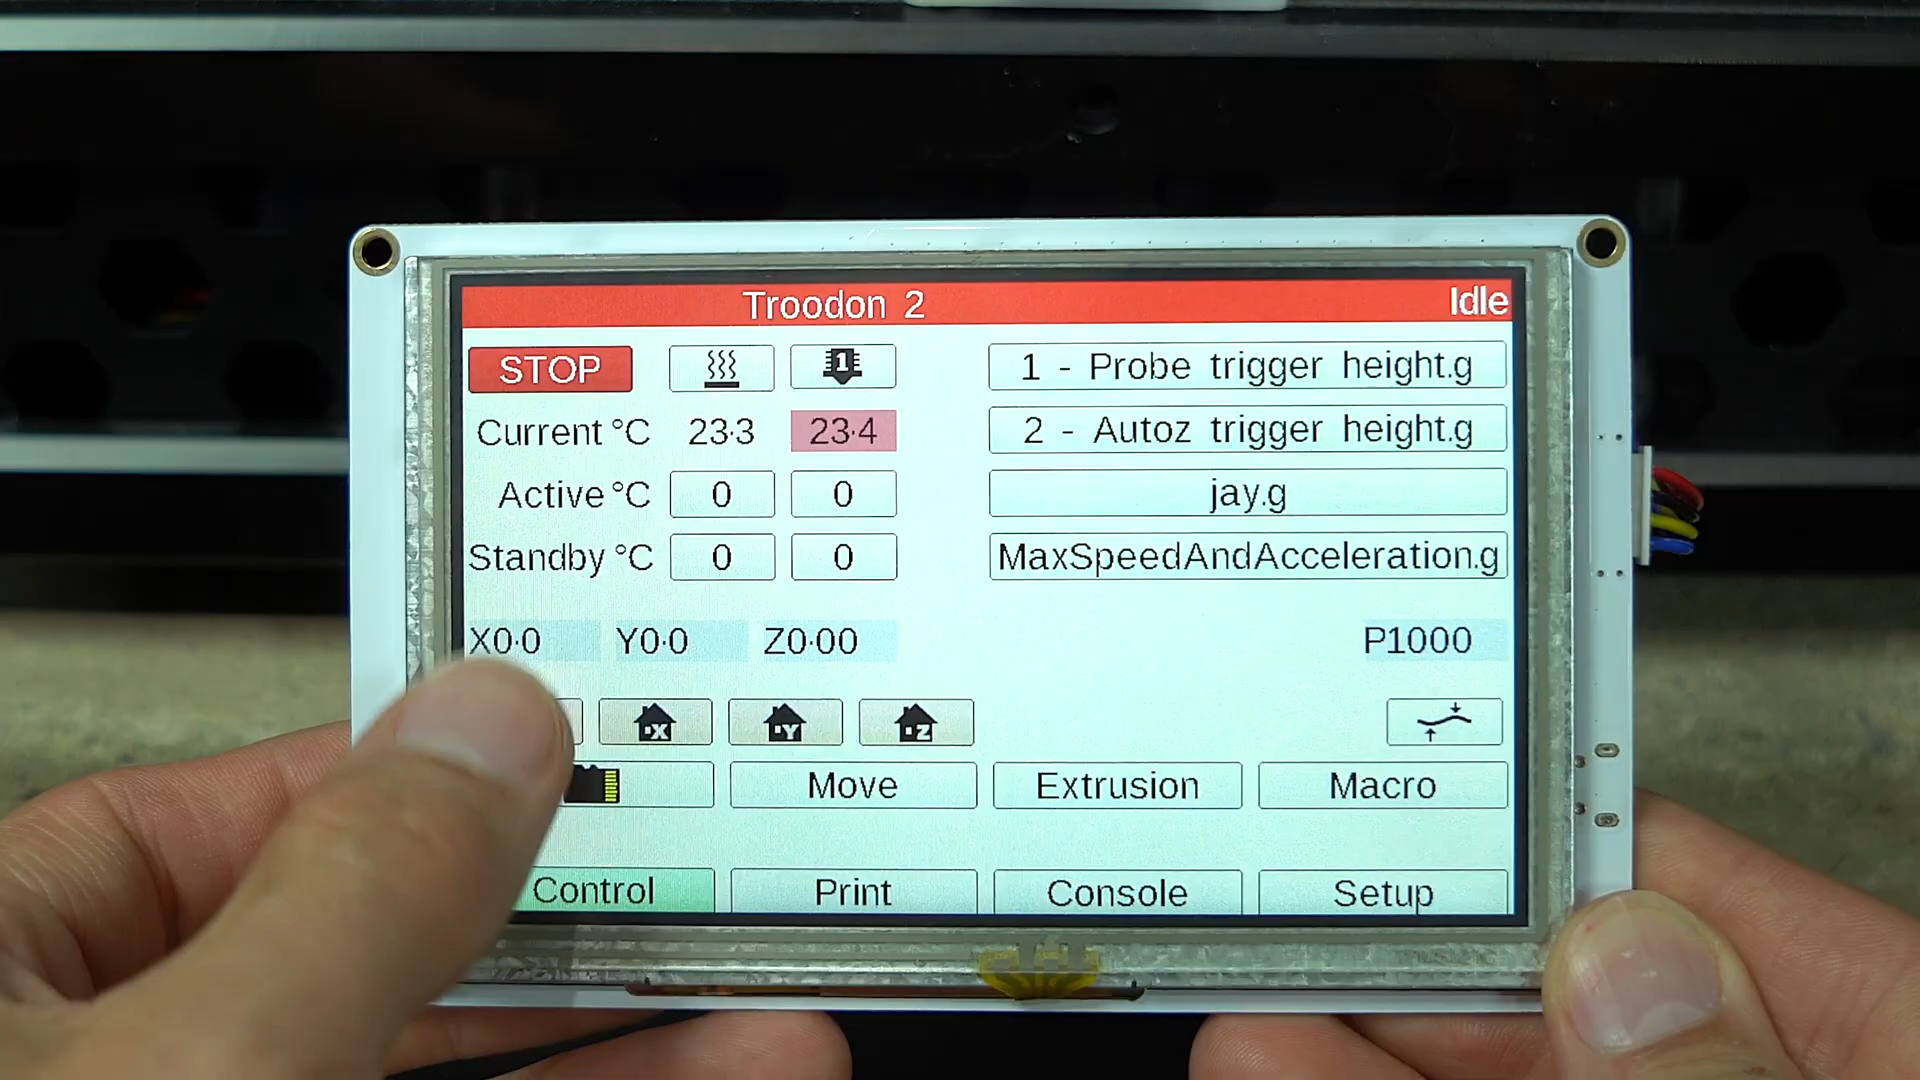 Troodon 2 Idle
STOP 1 1 - Probe trigger height.g
Current °C 23.3 23.4 2 - Autoz trigger height.g
Active °C 0 0 jay.g
Standby °C 0 0 MaxSpeedAndAcceleration.g
X0.0 Y0.0 Z0.00 P1000
X Y Z
Move Extrusion Macro
Control Print Console Setup